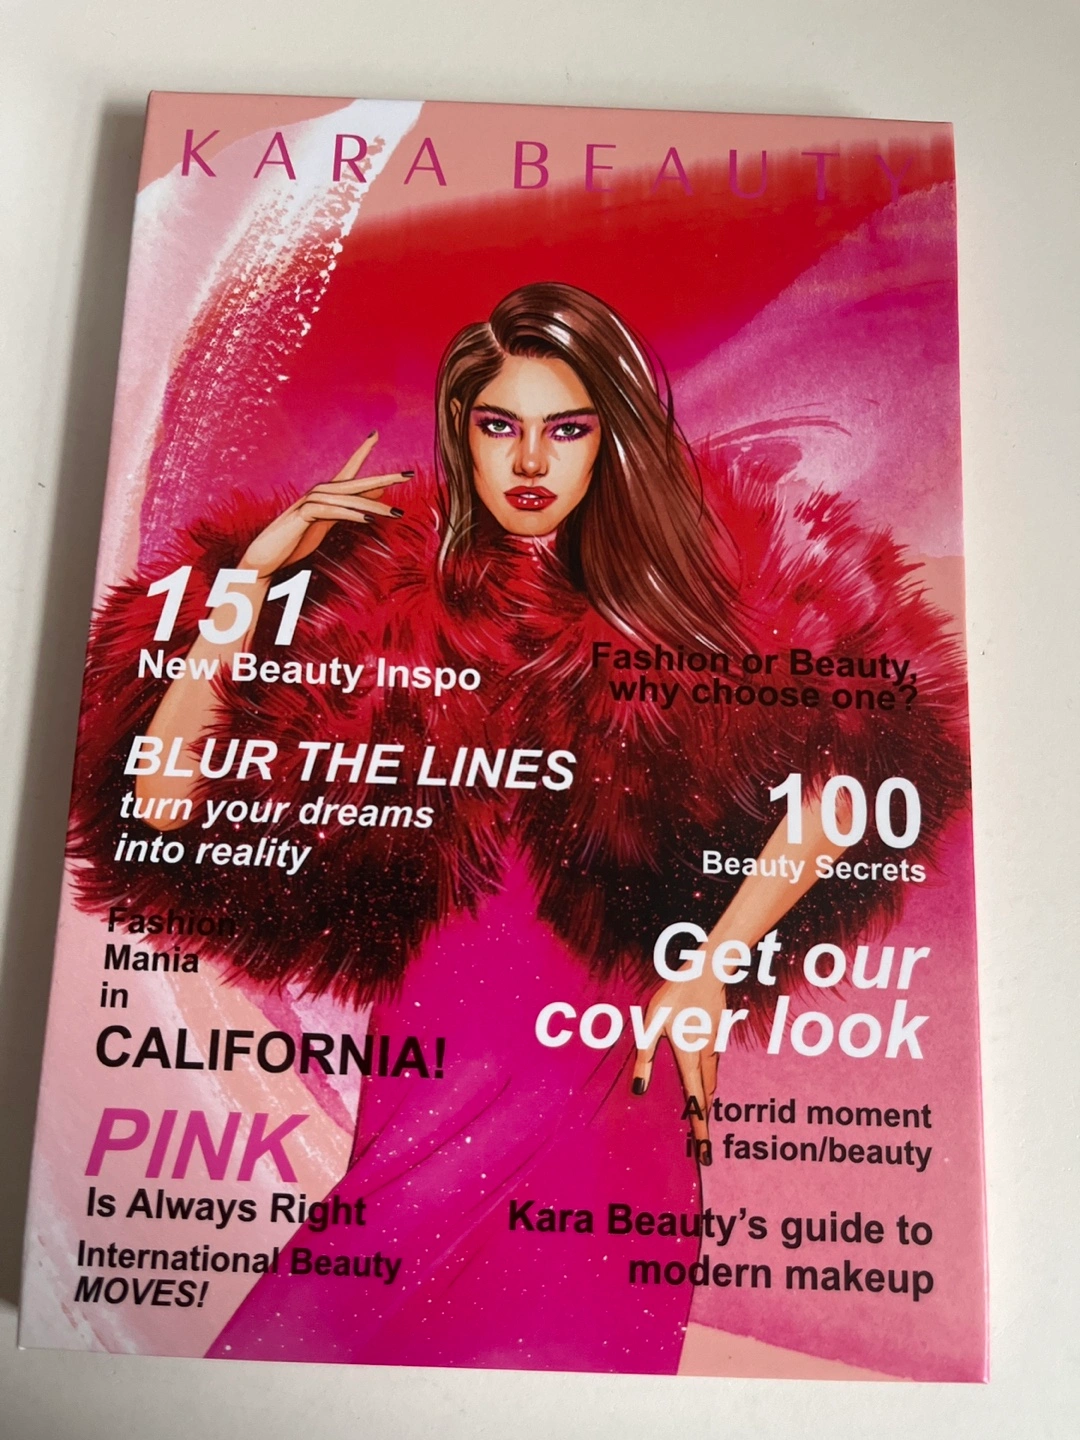 KARA BEAUTY
151
New Beauty Inspo
Fashion or Beauty,
why choose one?
BLUR THE LINES
turn your dreams
into reality
100
Beauty Secrets
Fashion
Mania
in
CALIFORNIA!
Get our
cover look
PINK
Is Always Right
A torrid moment
in fasion/beauty
International Beauty
MOVES!
Kara Beauty's guide to
modern makeup